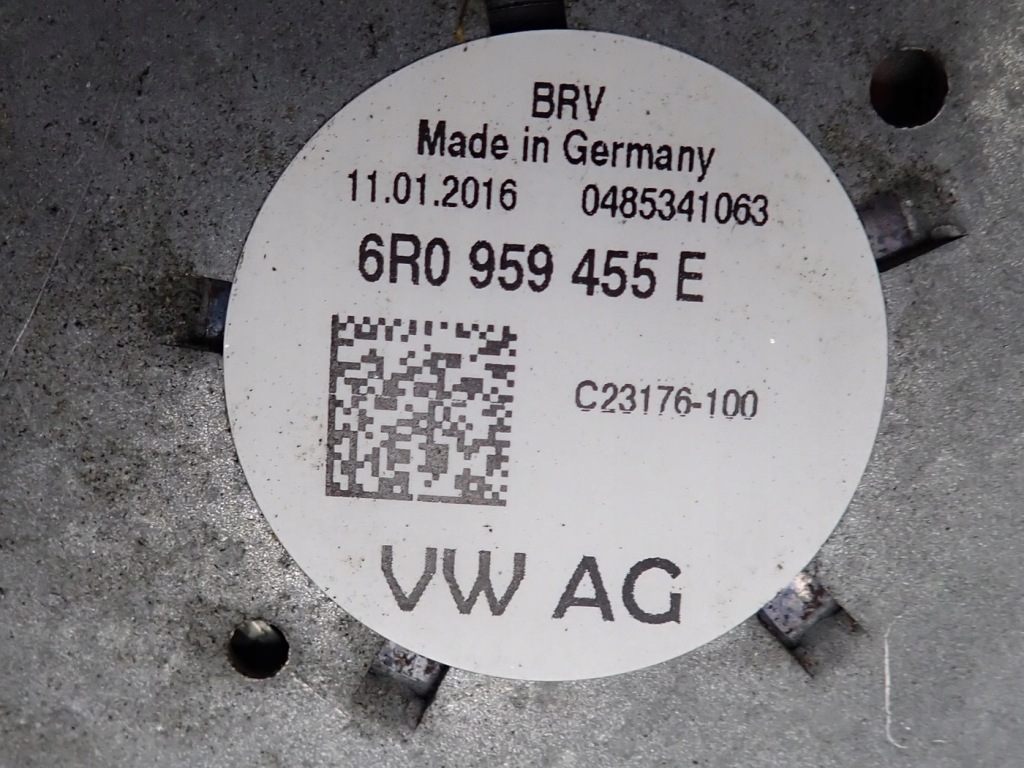 BRV
Made in Germany
11.01.2016 0485341063
6R0 959 455 E
C23176-100
VW AG